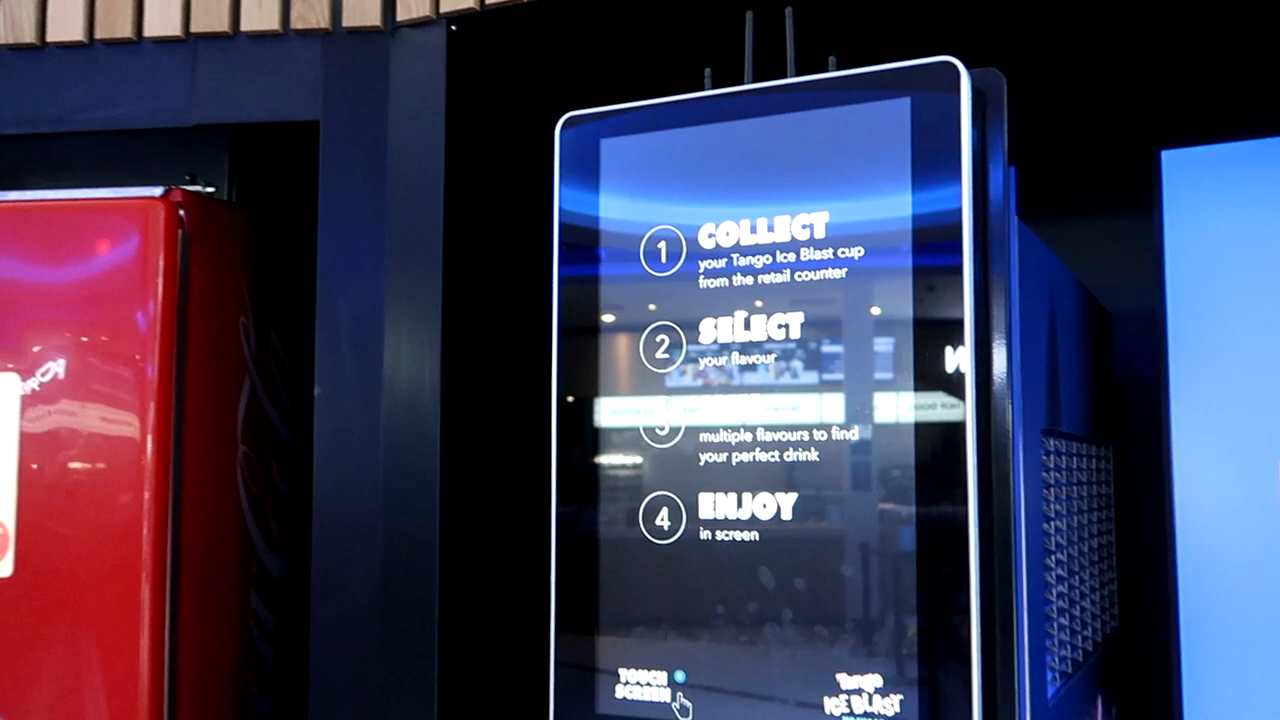 1 COLLECT
your Tango Ice Blast cup
from the retail counter
2 SELECT
your flavour
3
multiple flavours to find
your perfect drink
4 ENJOY
in screen
TOUCH
SCREEN
Tango
ICE BLAST